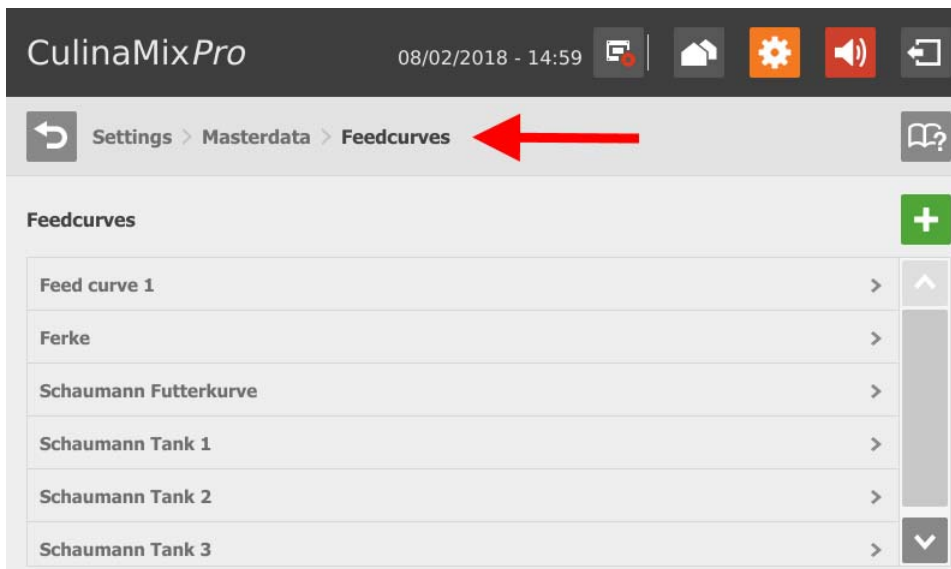 CulinaMixPro 08/02/2018 - 14:59
Settings > Masterdata > Feedcurves
Feedcurves
Feed curve 1
Ferke
Schaumann Futterkurve
Schaumann Tank 1
Schaumann Tank 2
Schaumann Tank 3